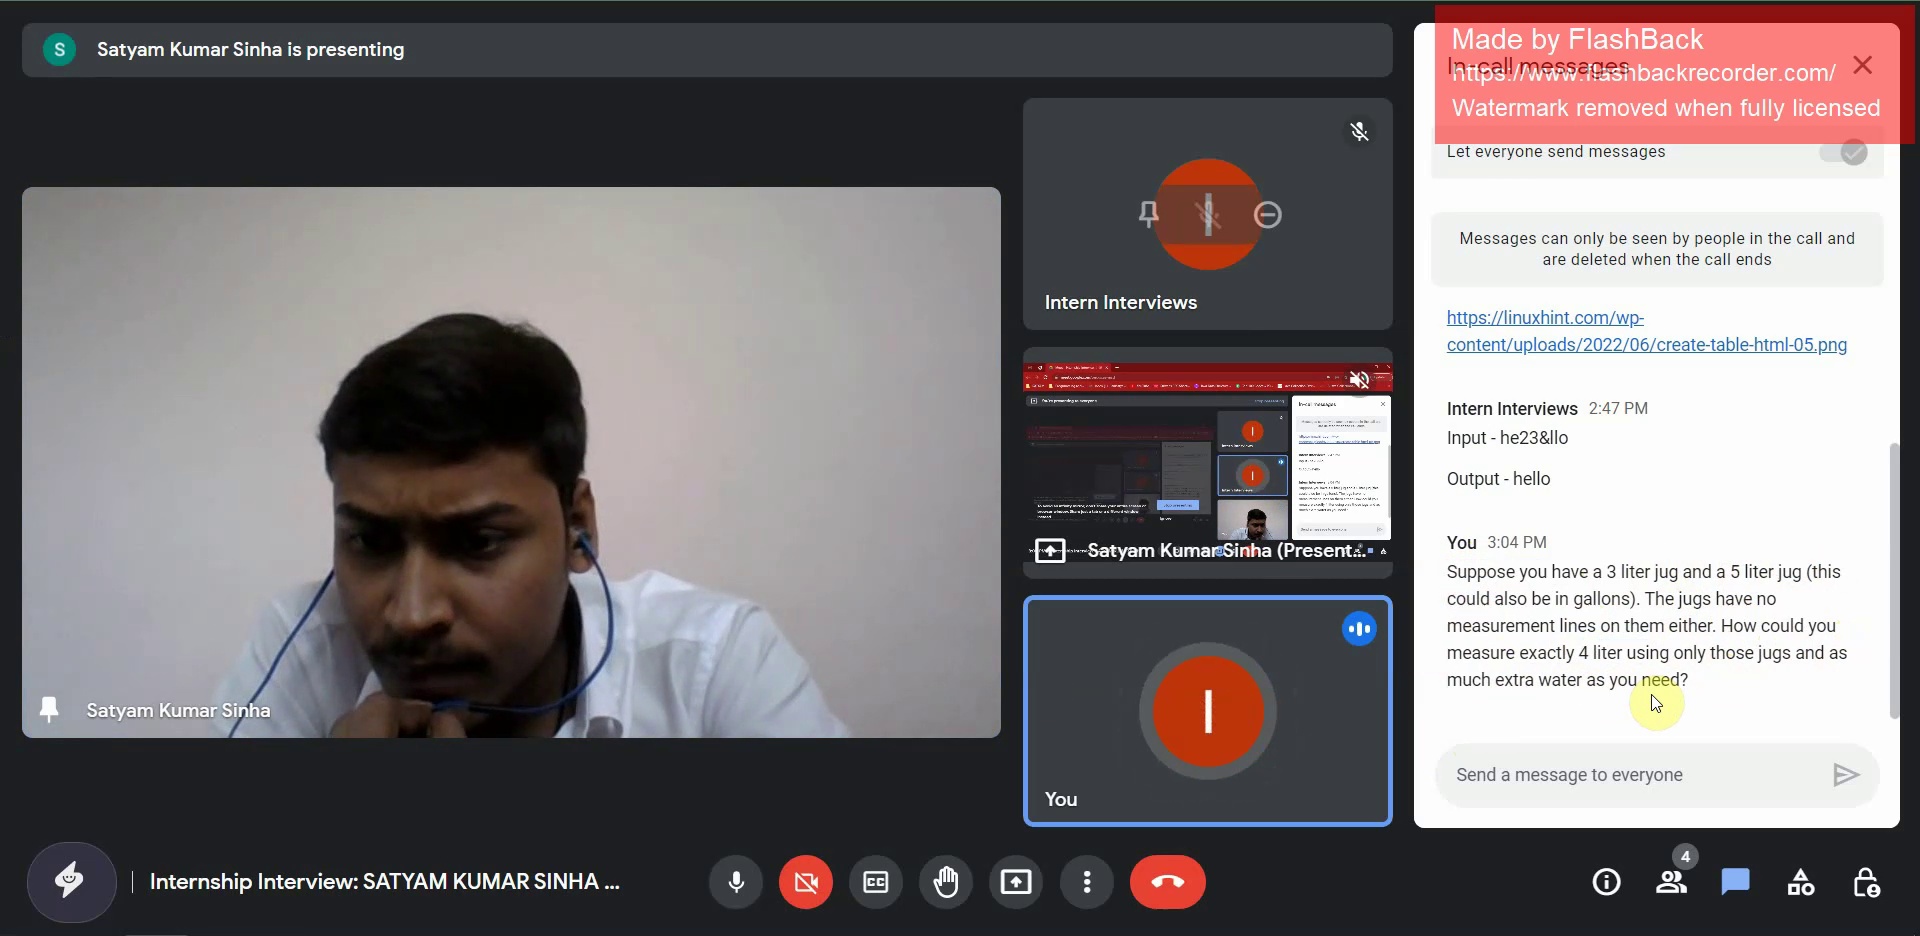 S Satyam Kumar Sinha is presenting
Made by FlashBack
In-call messages
https://www.flashbackrecorder.com/
Watermark removed when fully licensed
Let everyone send messages
Messages can only be seen by people in the call and
are deleted when the call ends
https://linuxhint.com/wp-
content/uploads/2022/06/create-table-html-05.png
Intern Interviews 2:47 PM
Input - he23&llo
Output - hello
You 3:04 PM
Suppose you have a 3 liter jug and a 5 liter jug (this
could also be in gallons). The jugs have no
measurement lines on them either. How could you
measure exactly 4 liter using only those jugs and as
much extra water as you need?
Send a message to everyone
I
Intern Interviews
In-call messages
Satyam Kumar Sinha (Present...
I
You
Satyam Kumar Sinha
Internship Interview: SATYAM KUMAR SINHA ...
CC
4